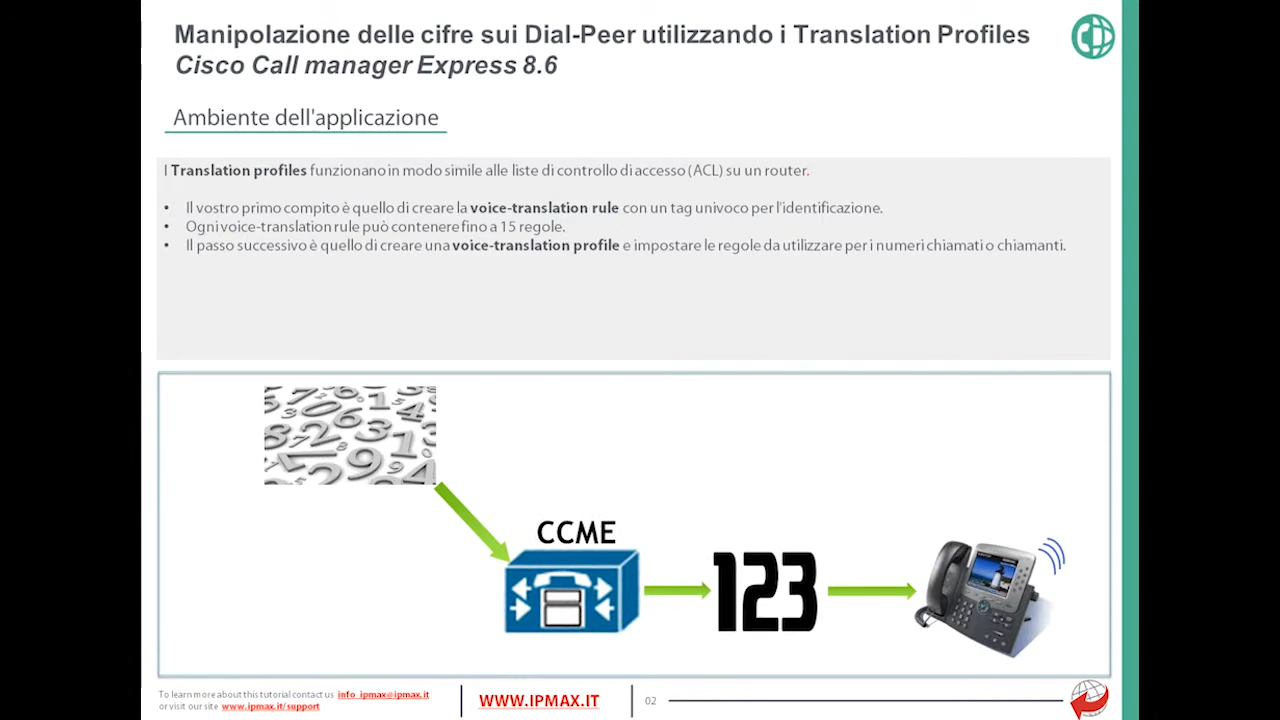 Manipolazione delle cifre sui Dial-Peer utilizzando i Translation Profiles
Cisco Call manager Express 8.6
Ambiente dell'applicazione
I Translation profiles funzionano in modo simile alle liste di controllo di accesso (ACL) su un router.
• Il vostro primo compito è quello di creare la voice-translation rule con un tag univoco per l'identificazione.
• Ogni voice-translation rule può contenere fino a 15 regole.
• Il passo successivo è quello di creare una voice-translation profile e impostare le regole da utilizzare per i numeri chiamati o chiamanti.
CCME
123
To learn more about this tutorial contact us info_ipmax@ipmax.it
or visit our site www.ipmax.it/support
WWW.IPMAX.IT
02